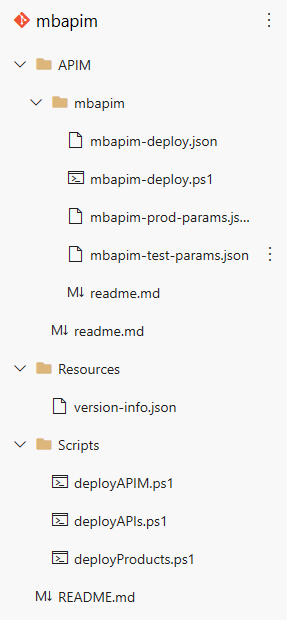 mbapim
APIM
mbapim
mbapim-deploy.json
mbapim-deploy.ps1
mbapim-prod-params.js...
mbapim-test-params.json
readme.md
readme.md
Resources
version-info.json
Scripts
deployAPIM.ps1
deployAPIs.ps1
deployProducts.ps1
README.md